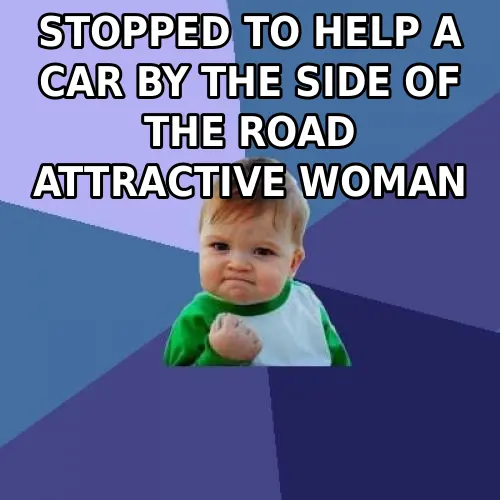 STOPPED TO HELP A
CAR BY THE SIDE OF
THE ROAD
ATTRACTIVE WOMAN